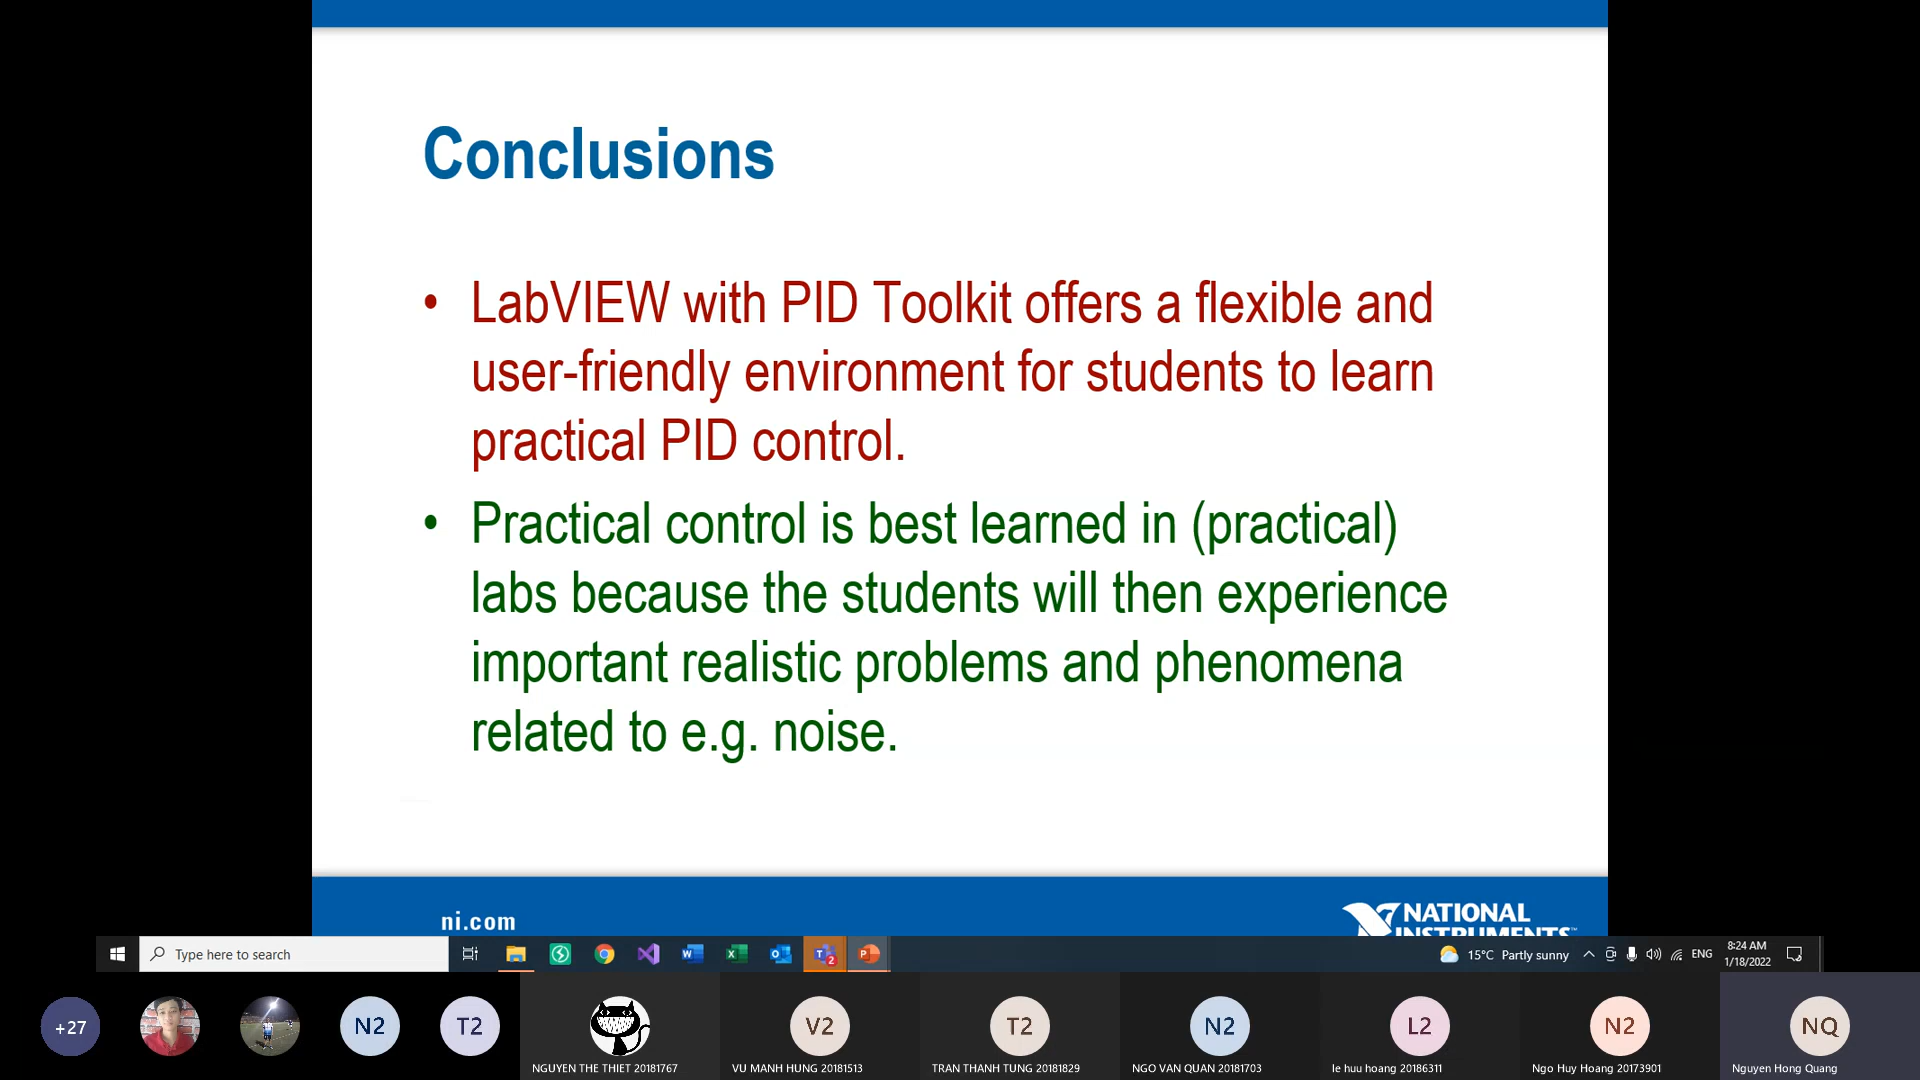 Conclusions
• LabVIEW with PID Toolkit offers a flexible and
user-friendly environment for students to learn
practical PID control.
• Practical control is best learned in (practical)
labs because the students will then experience
important realistic problems and phenomena
related to e.g. noise.
ni.com
NATIONAL
INSTRUMENTS™
Type here to search
2
15°C Partly sunny
ENG
8:24 AM
1/18/2022
+27
N2
T2
V2
T2
N2
L2
N2
NQ
NGUYEN THE THIET 20181767
VU MANH HUNG 20181513
TRAN THANH TUNG 20181829
NGO VAN QUAN 20181703
le huu hoang 20186311
Ngo Huy Hoang 20173901
Nguyen Hong Quang